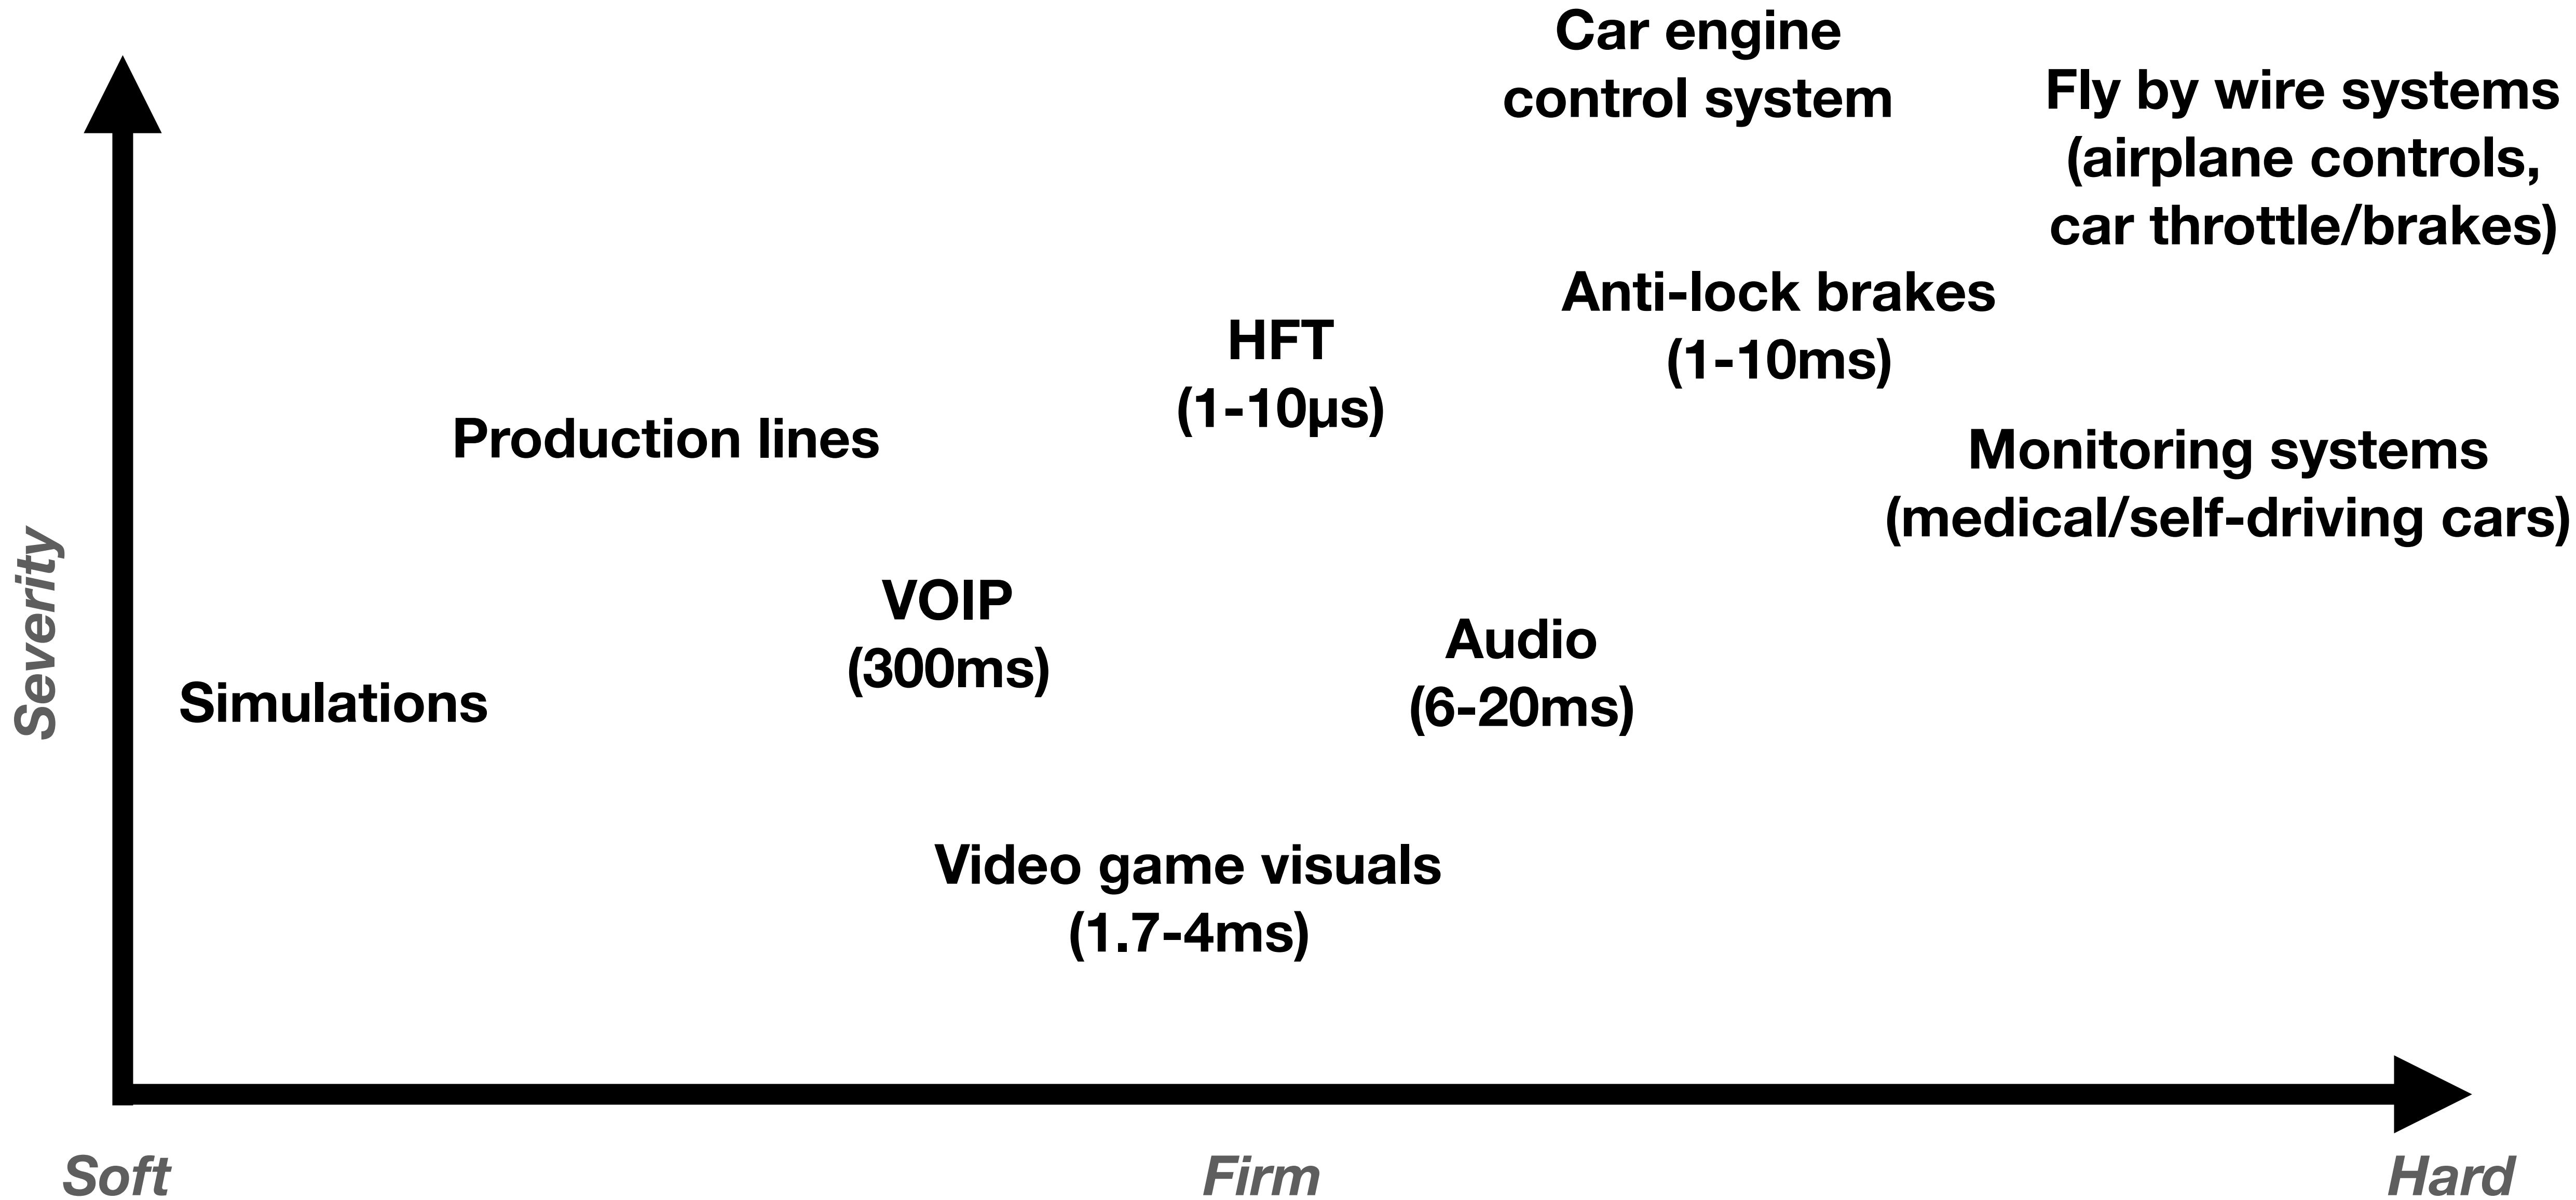 Car engine
control system
Fly by wire systems
(airplane controls,
car throttle/brakes)
Anti-lock brakes
(1-10ms)
HFT
(1-10µs)
Production lines
Monitoring systems
(medical/self-driving cars)
Severity
VOIP
(300ms)
Audio
(6-20ms)
Simulations
Video game visuals
(1.7-4ms)
Soft
Firm
Hard